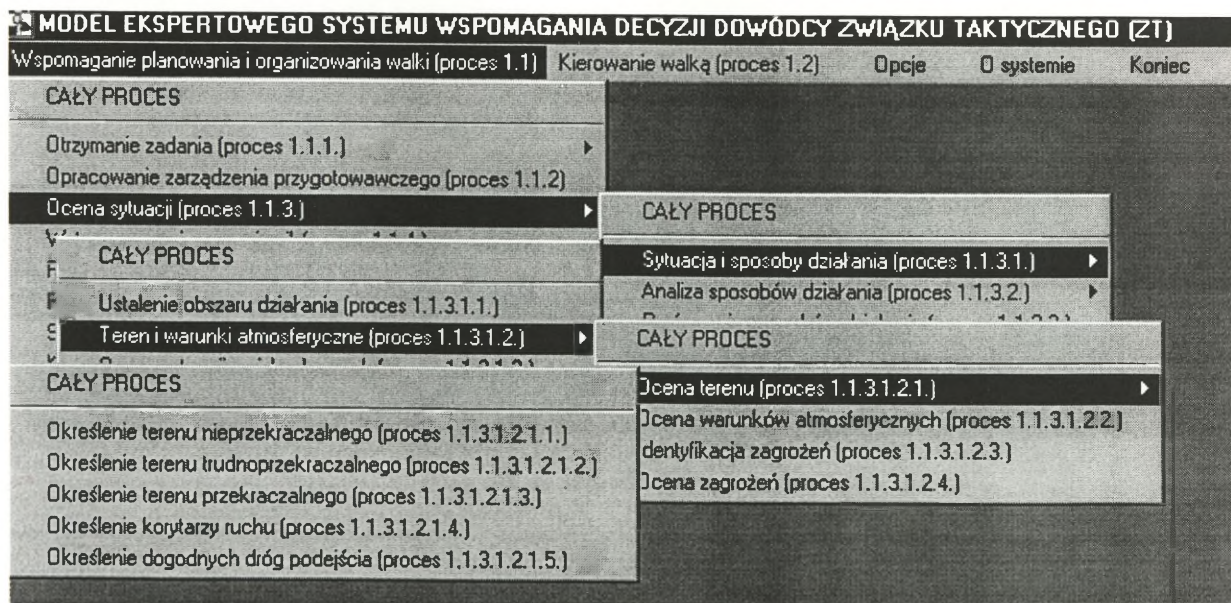 MODEL EKSPERTOWEGO SYSTEMU WSPOMAGANIA DECYZJI DOWÓDCY ZWIĄZKU TAKTYCZNEGO (ZT)
Wspomaganie planowania i organizowania walki (proces 1.1) Kierowanie walką (proces 1.2) Opcje O systemie Koniec
CAŁY PROCES
Otrzymanie zadania (proces 1.1.1.)
Opracowanie zarządzenia przygotowawczego (proces 1.1.2)
Ocena sytuacji (proces 1.1.3.)
CAŁY PROCES
Sytuacja i sposoby działania (proces 1.1.3.1.)
Analiza sposobów działania (proces 1.1.3.2.)
CAŁY PROCES
Ustalenie obszaru działania (proces 1.1.3.1.1.)
Teren i warunki atmosferyczne (proces 1.1.3.1.2.)
CAŁY PROCES
Ocena terenu (proces 1.1.3.1.2.1.)
Ocena warunków atmosferycznych (proces 1.1.3.1.2.2.)
dentyfikacja zagrożeń (proces 1.1.3.1.2.3.)
Ocena zagrożeń (proces 1.1.3.1.2.4.)
CAŁY PROCES
Określenie terenu nieprzekraczalnego (proces 1.1.3.1.2.1.1.)
Określenie terenu trudnoprzekraczalnego (proces 1.1.3.1.2.1.2.)
Określenie terenu przekraczalnego (proces 1.1.3.1.2.1.3.)
Określenie korytarzy ruchu (proces 1.1.3.1.2.1.4.)
Określenie dogodnych dróg podejścia (proces 1.1.3.1.2.1.5.)